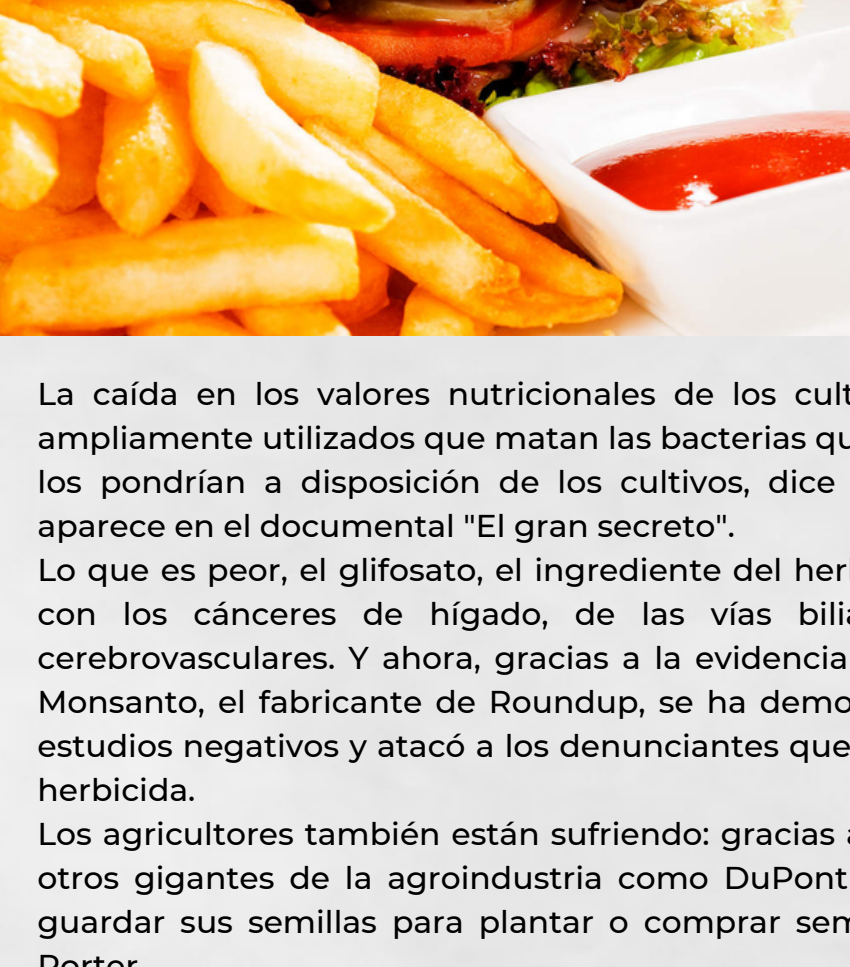 La caída en los valores nutricionales de los cult
ampliamente utilizados que matan las bacterias qu
los pondrían a disposición de los cultivos, dice
aparece en el documental "El gran secreto".
Lo que es peor, el glifosato, el ingrediente del herb
con los cánceres de hígado, de las vías bilia
cerebrovasculares. Y ahora, gracias a la evidencia
Monsanto, el fabricante de Roundup, se ha demo
estudios negativos y atacó a los denunciantes que
herbicida.
Los agricultores también están sufriendo: gracias a
otros gigantes de la agroindustria como DuPont
guardar sus semillas para plantar o comprar sem
Porter